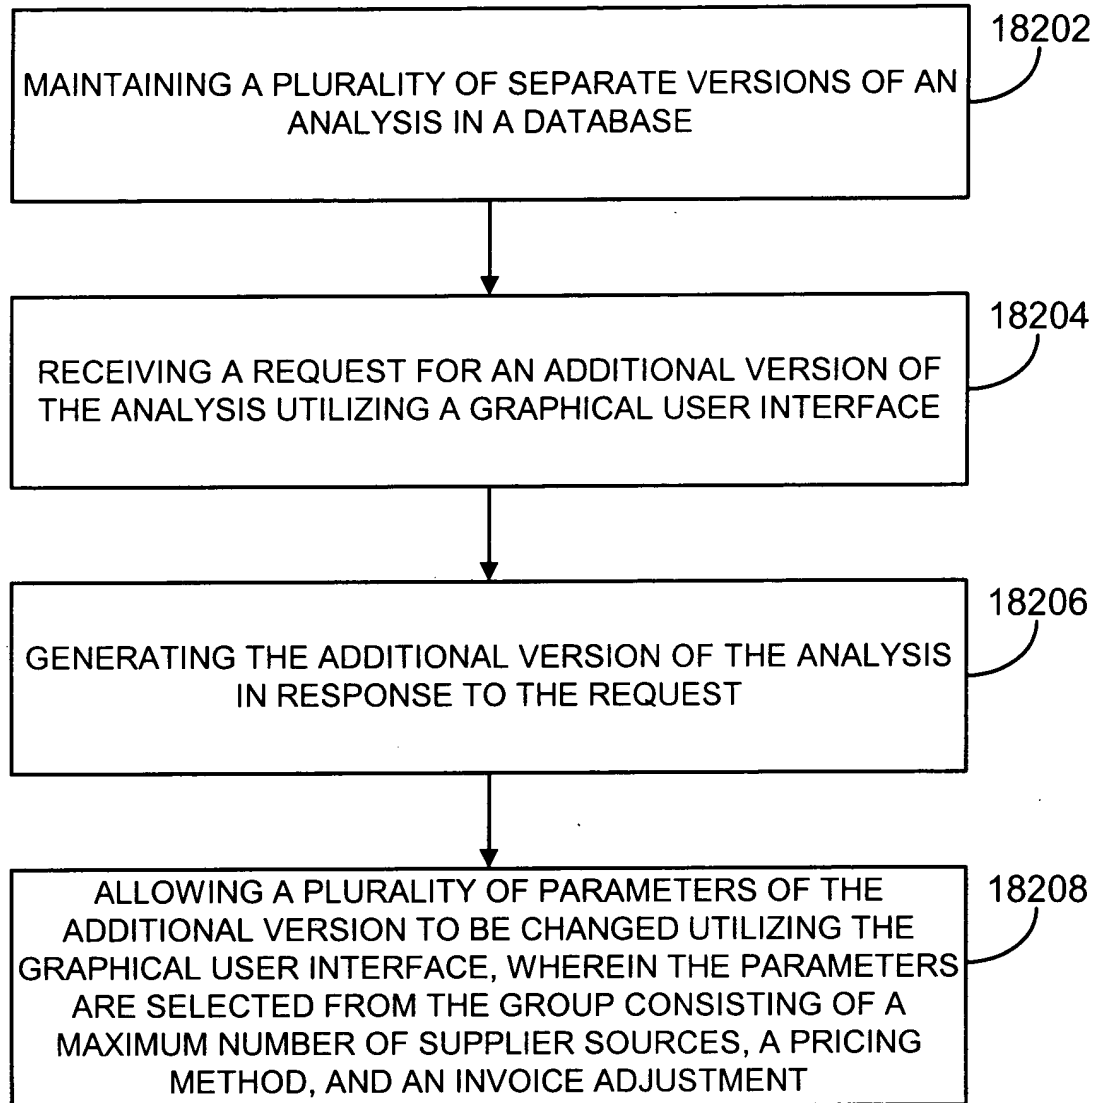 18202
MAINTAINING A PLURALITY OF SEPARATE VERSIONS OF AN
ANALYSIS IN A DATABASE
18204
RECEIVING A REQUEST FOR AN ADDITIONAL VERSION OF
THE ANALYSIS UTILIZING A GRAPHICAL USER INTERFACE
18206
GENERATING THE ADDITIONAL VERSION OF THE ANALYSIS
IN RESPONSE TO THE REQUEST
18208
ALLOWING A PLURALITY OF PARAMETERS OF THE
ADDITIONAL VERSION TO BE CHANGED UTILIZING THE
GRAPHICAL USER INTERFACE, WHEREIN THE PARAMETERS
ARE SELECTED FROM THE GROUP CONSISTING OF A
MAXIMUM NUMBER OF SUPPLIER SOURCES, A PRICING
METHOD, AND AN INVOICE ADJUSTMENT